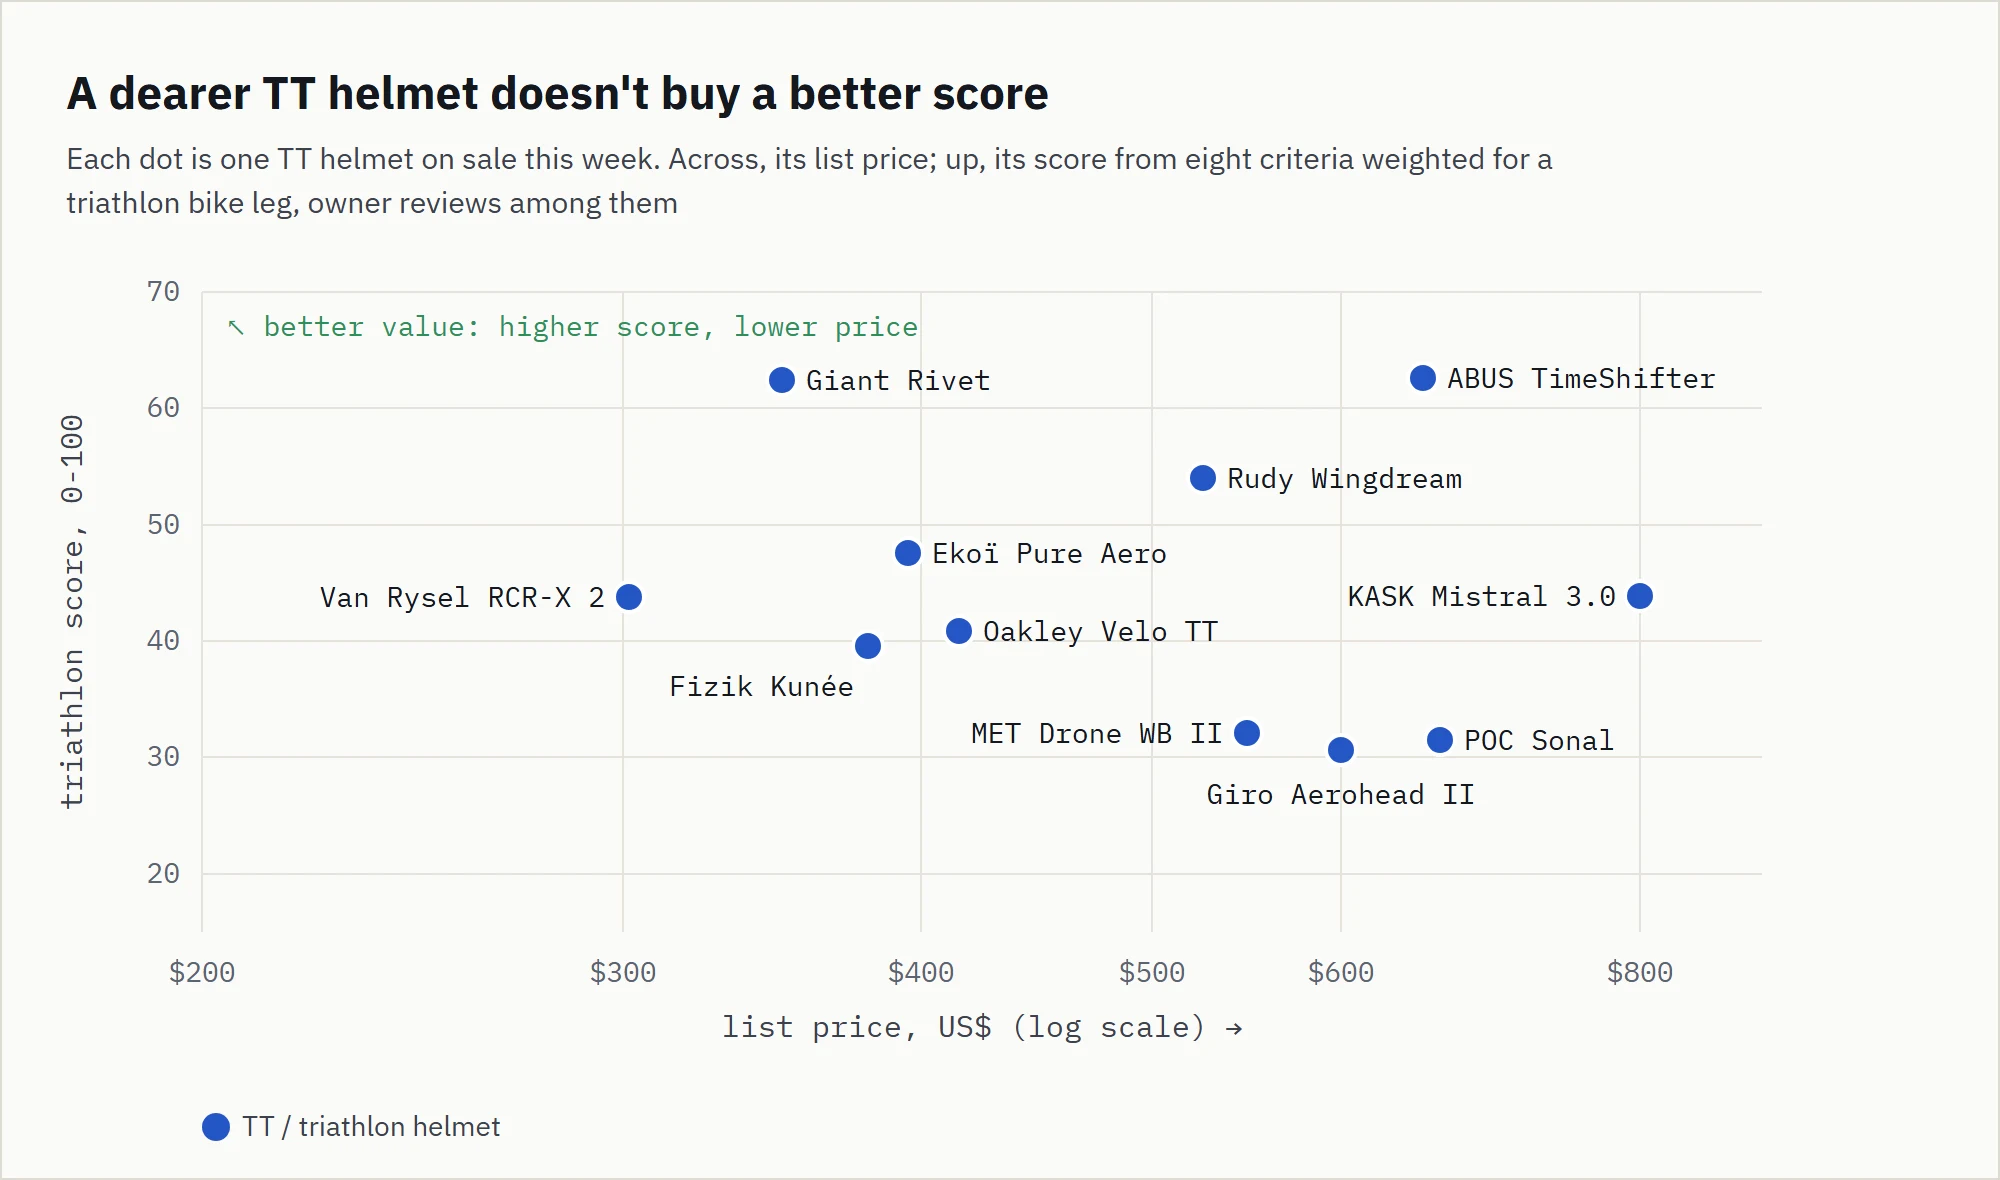 A dearer TT helmet doesn't buy a better score
Each dot is one TT helmet on sale this week. Across, its list price; up, its score from eight criteria weighted for a
triathlon bike leg, owner reviews among them
70
↖ better value: higher score, lower price
Giant Rivet
ABUS TimeShifter
60
Rudy Wingdream
50
Ekoï Pure Aero
Van Rysel RCR-X 2
KASK Mistral 3.0
Oakley Velo TT
40
Fizik Kunée
MET Drone WB II
POC Sonal
30
Giro Aerohead II
20
triathlon score, 0-100
$200
$300
$400
$500
$600
$800
list price, US$ (log scale) →
TT / triathlon helmet